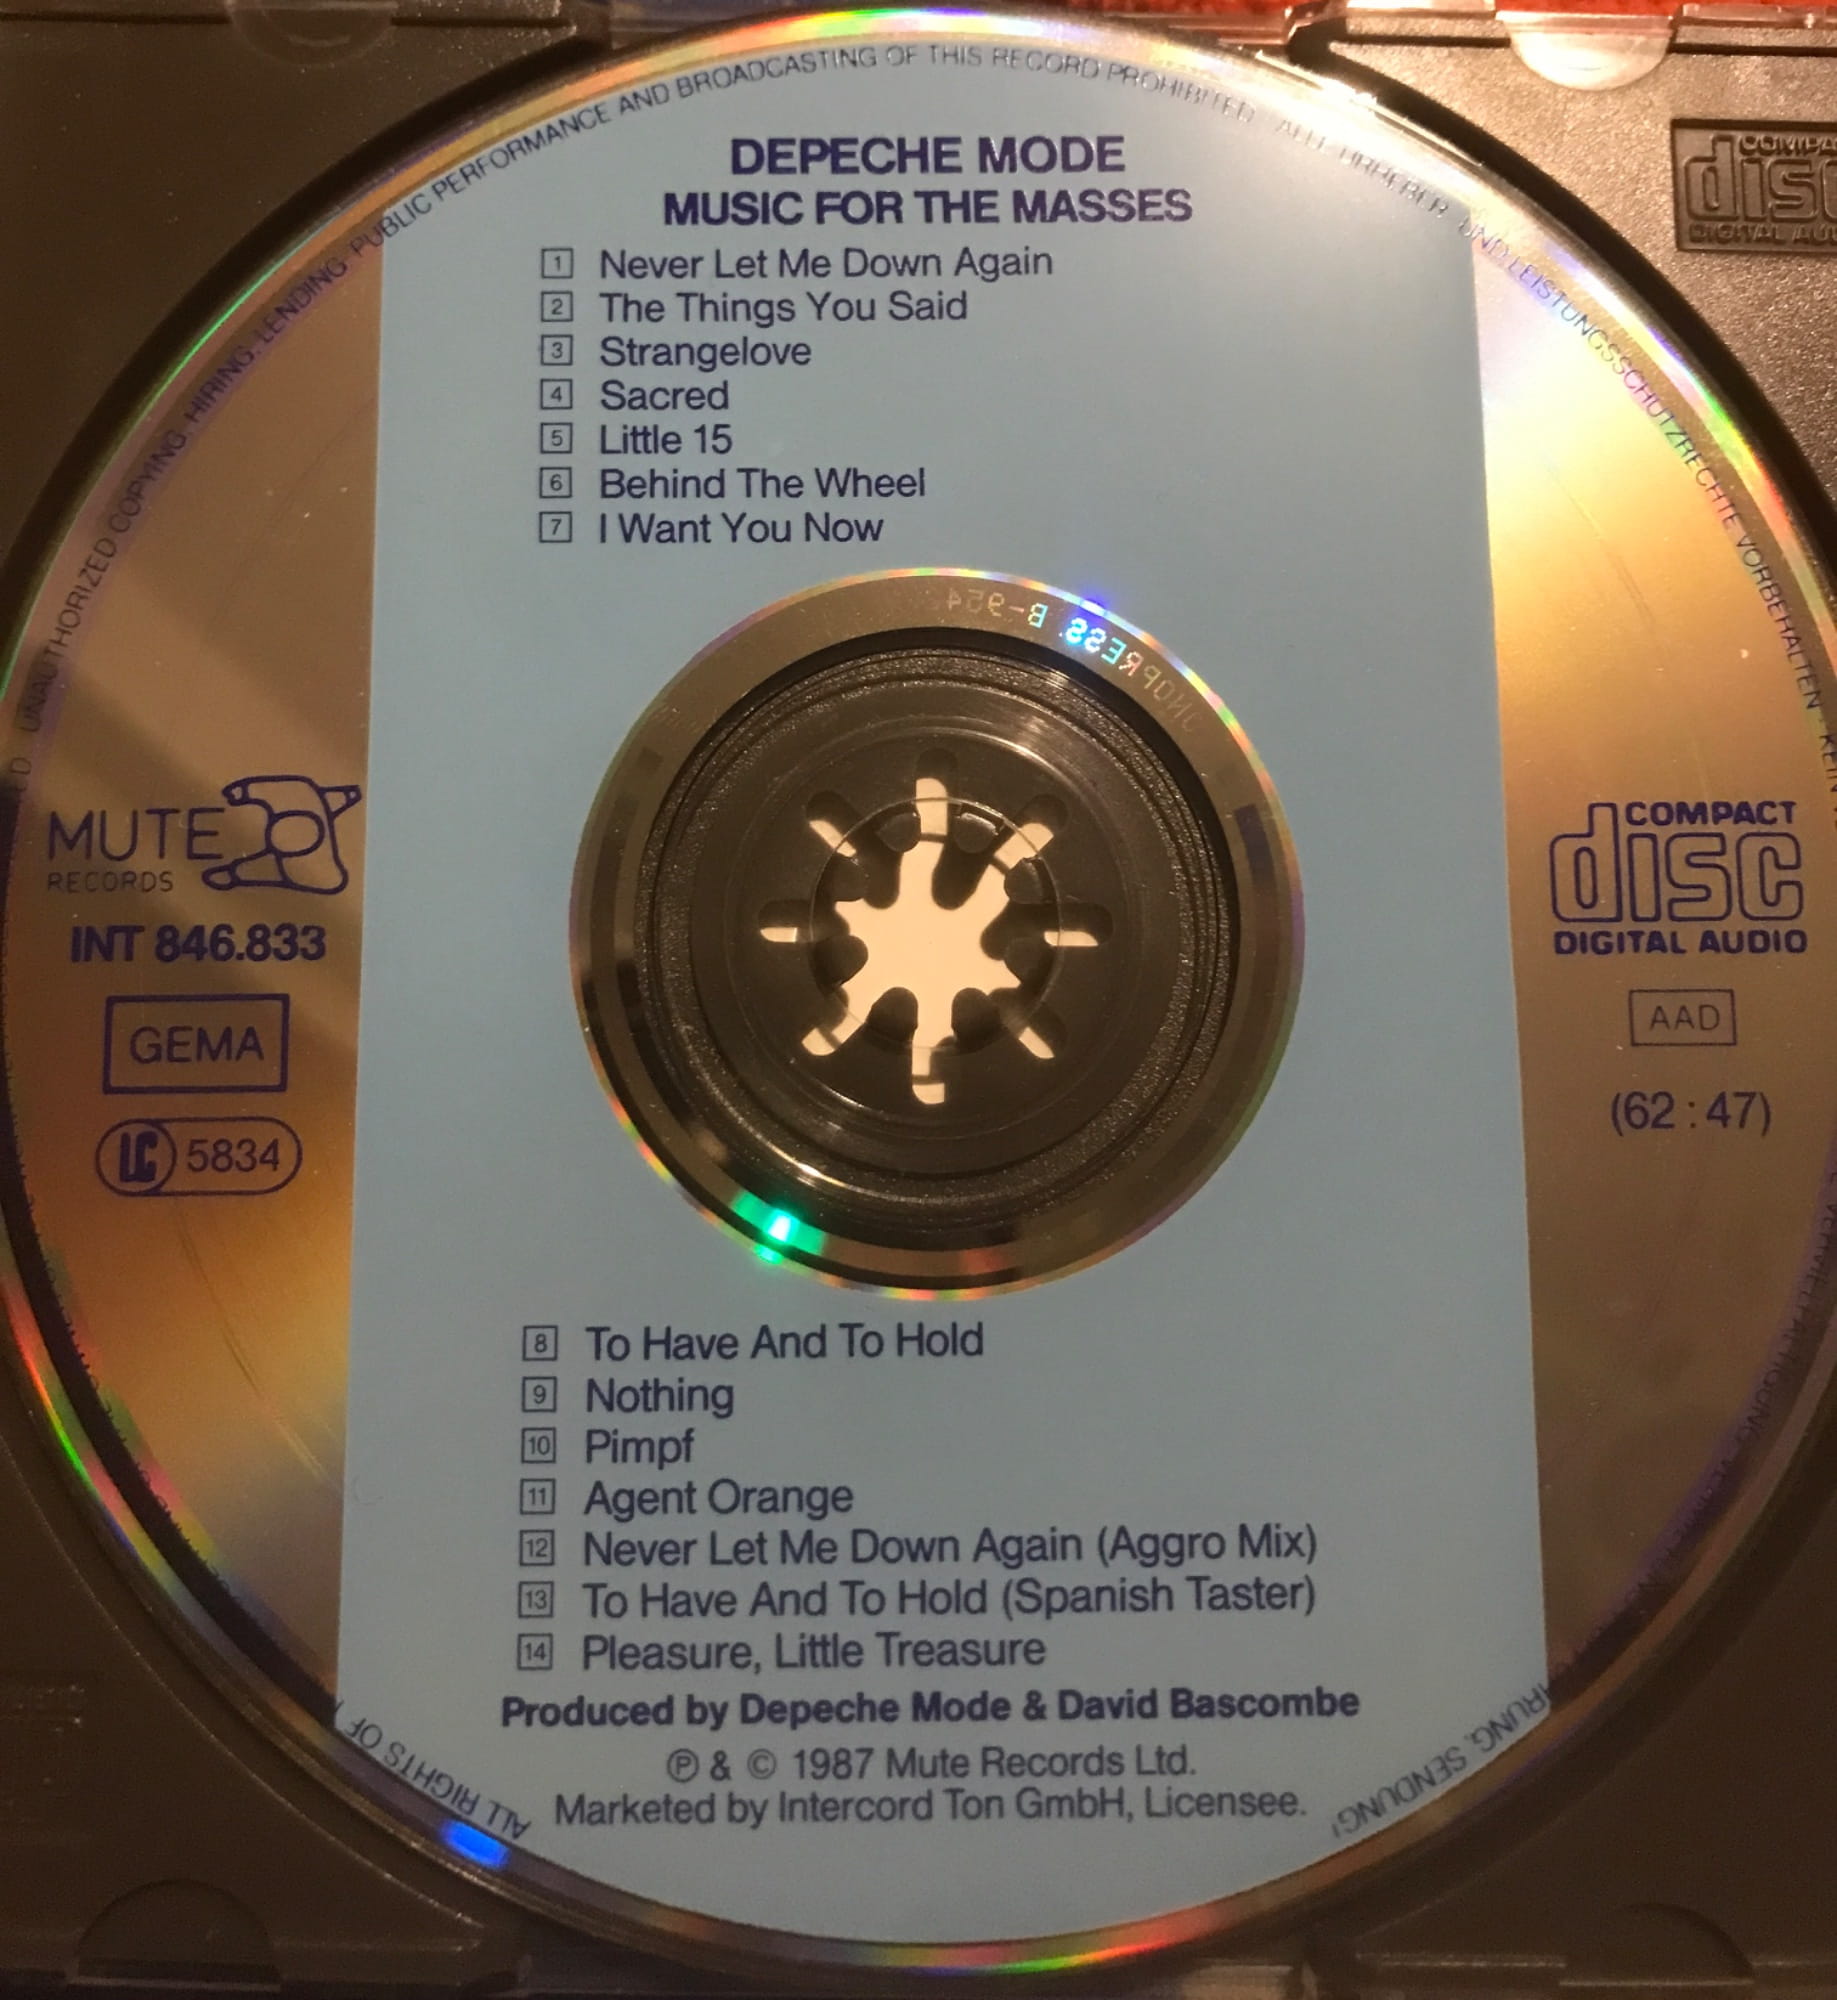 UNAUTHORIZED COPYING, HIRING, LENDING, PUBLIC PERFORMANCE AND BROADCASTING OF THIS RECORD PROHIBITED · ALLE URHEBER- UND LEISTUNGSSCHUTZRECHTE VORBEHALTEN ·
DEPECHE MODE
MUSIC FOR THE MASSES
1 Never Let Me Down Again
2 The Things You Said
3 Strangelove
4 Sacred
5 Little 15
6 Behind The Wheel
7 I Want You Now
MUTE
RECORDS
INT 846.833
GEMA
LC 5834
COMPACT
disc
DIGITAL AUDIO
AAD
(62 : 47)
8 To Have And To Hold
9 Nothing
10 Pimpf
11 Agent Orange
12 Never Let Me Down Again (Aggro Mix)
13 To Have And To Hold (Spanish Taster)
14 Pleasure, Little Treasure
Produced by Depeche Mode & David Bascombe
℗ & © 1987 Mute Records Ltd.
Marketed by Intercord Ton GmbH, Licensee.
ALL RIGHTS OF
SENDUNG!